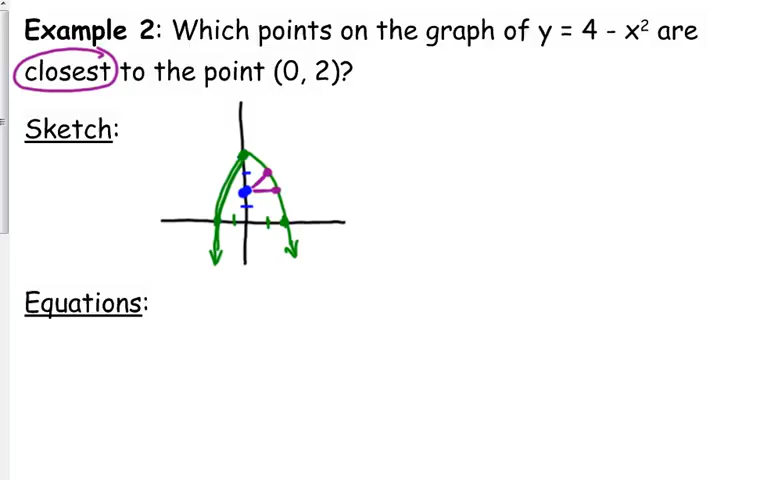 Example 2: Which points on the graph of y = 4 - x² are
closest to the point (0, 2)?
Sketch:
Equations: